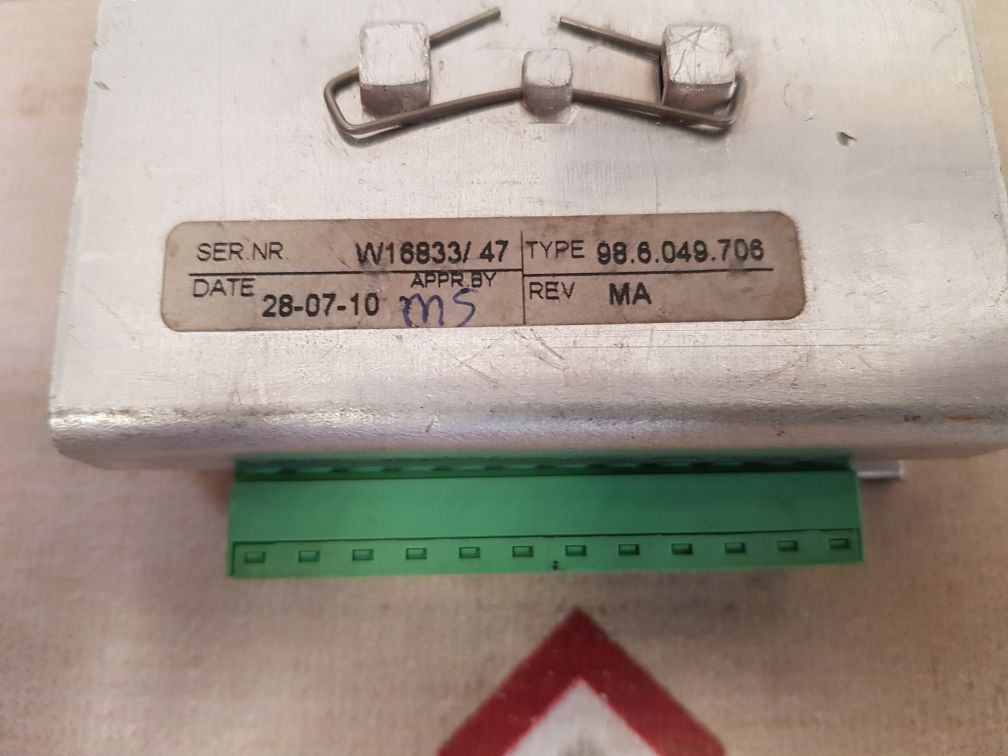 SER.NR. W16833/ 47 TYPE 98.6.049.706
DATE 28-07-10 APPR.BY ms REV MA